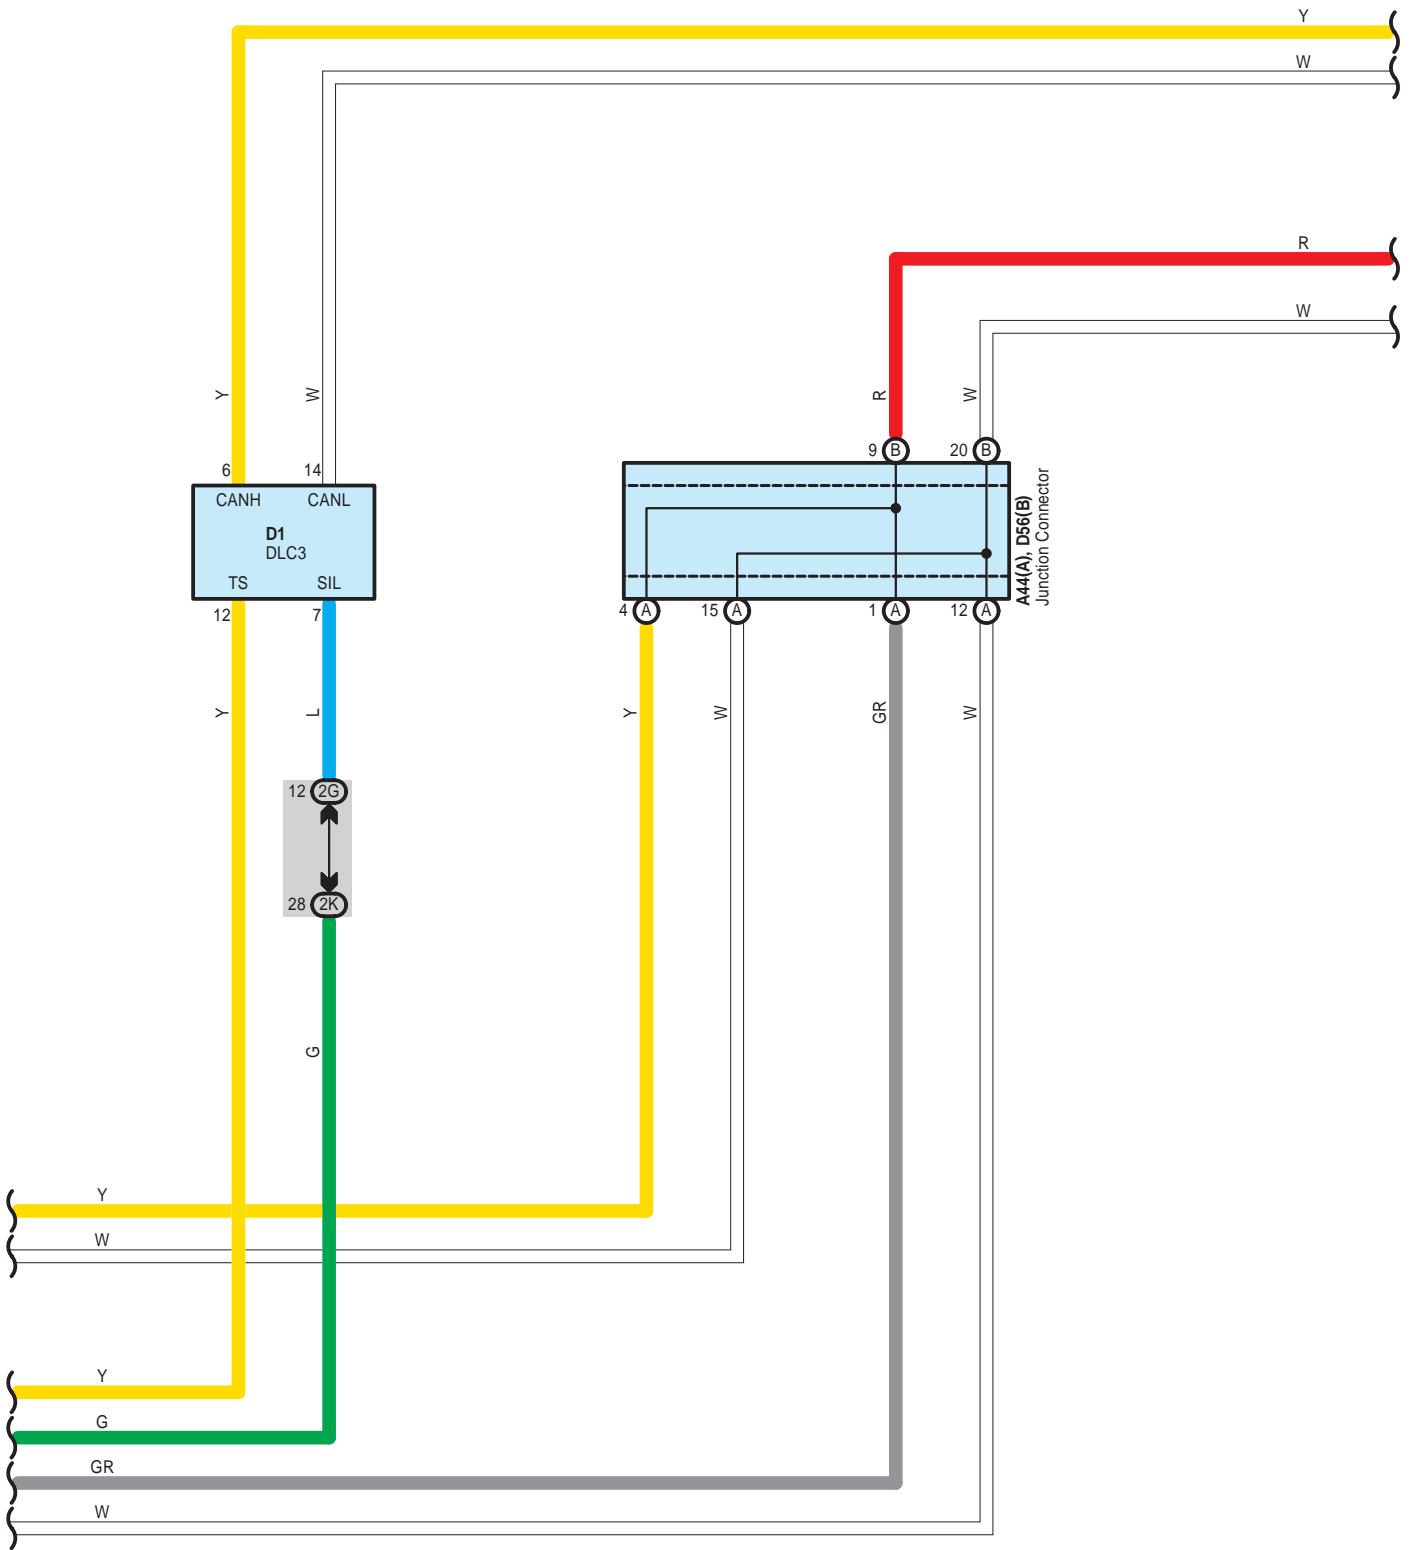 Y
W
R
W
Y
W
R
W
9 B
20 B
6
14
CANH
CANL
D1
DLC3
TS
SIL
A44(A), D56(B)
Junction Connector
12
7
4 A
15 A
1 A
12 A
Y
L
Y
W
GR
W
12 2G
28 2K
G
Y
W
Y
G
GR
W